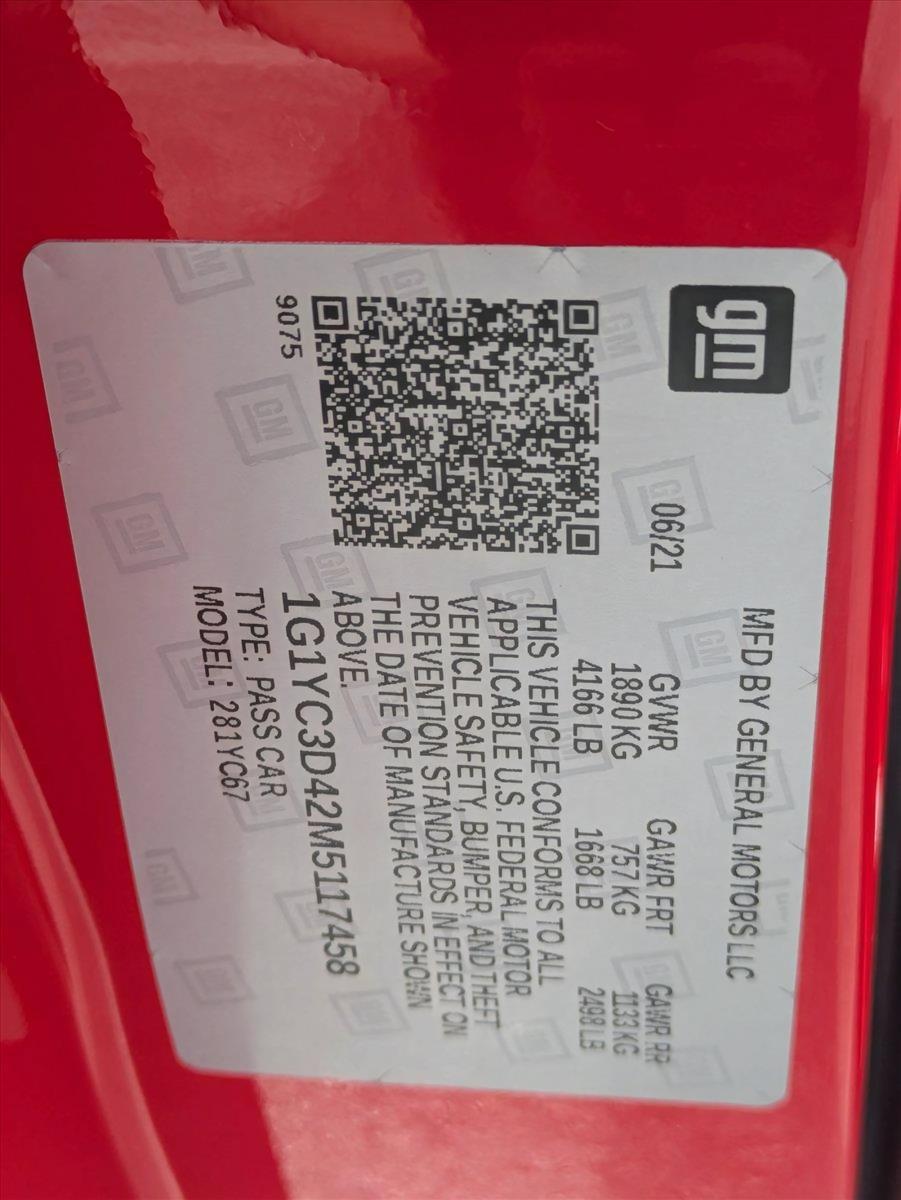 gm
MFD BY GENERAL MOTORS LLC
06/21 GVWR GAWR FRT GAWR RR
1890 KG 757 KG 1133 KG
4166 LB 1668 LB 2498 LB
THIS VEHICLE CONFORMS TO ALL
APPLICABLE U.S. FEDERAL MOTOR
VEHICLE SAFETY, BUMPER, AND THEFT
PREVENTION STANDARDS IN EFFECT ON
THE DATE OF MANUFACTURE SHOWN
ABOVE.
1G1YC3D42M5117458
TYPE: PASS CAR
MODEL: 281YC67
9075